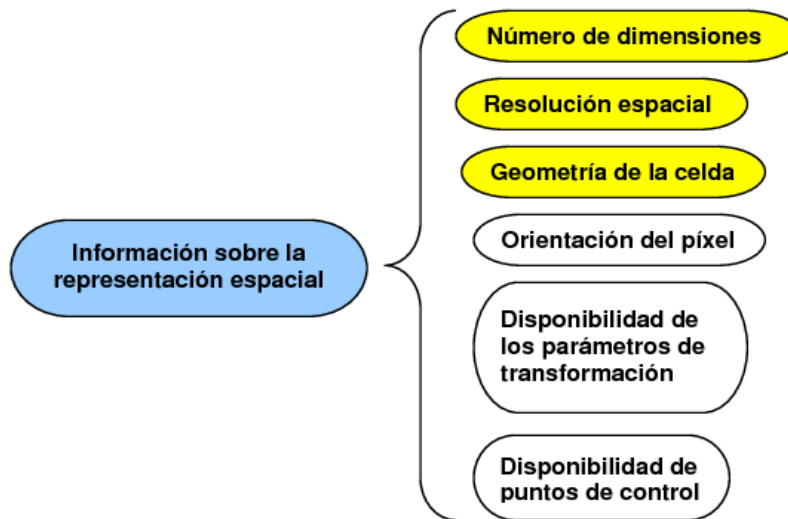 Número de dimensiones
Resolución espacial
Geometría de la celda
Información sobre la
representación espacial
Orientación del píxel
Disponibilidad de
los parámetros de
transformación
Disponibilidad de
puntos de control